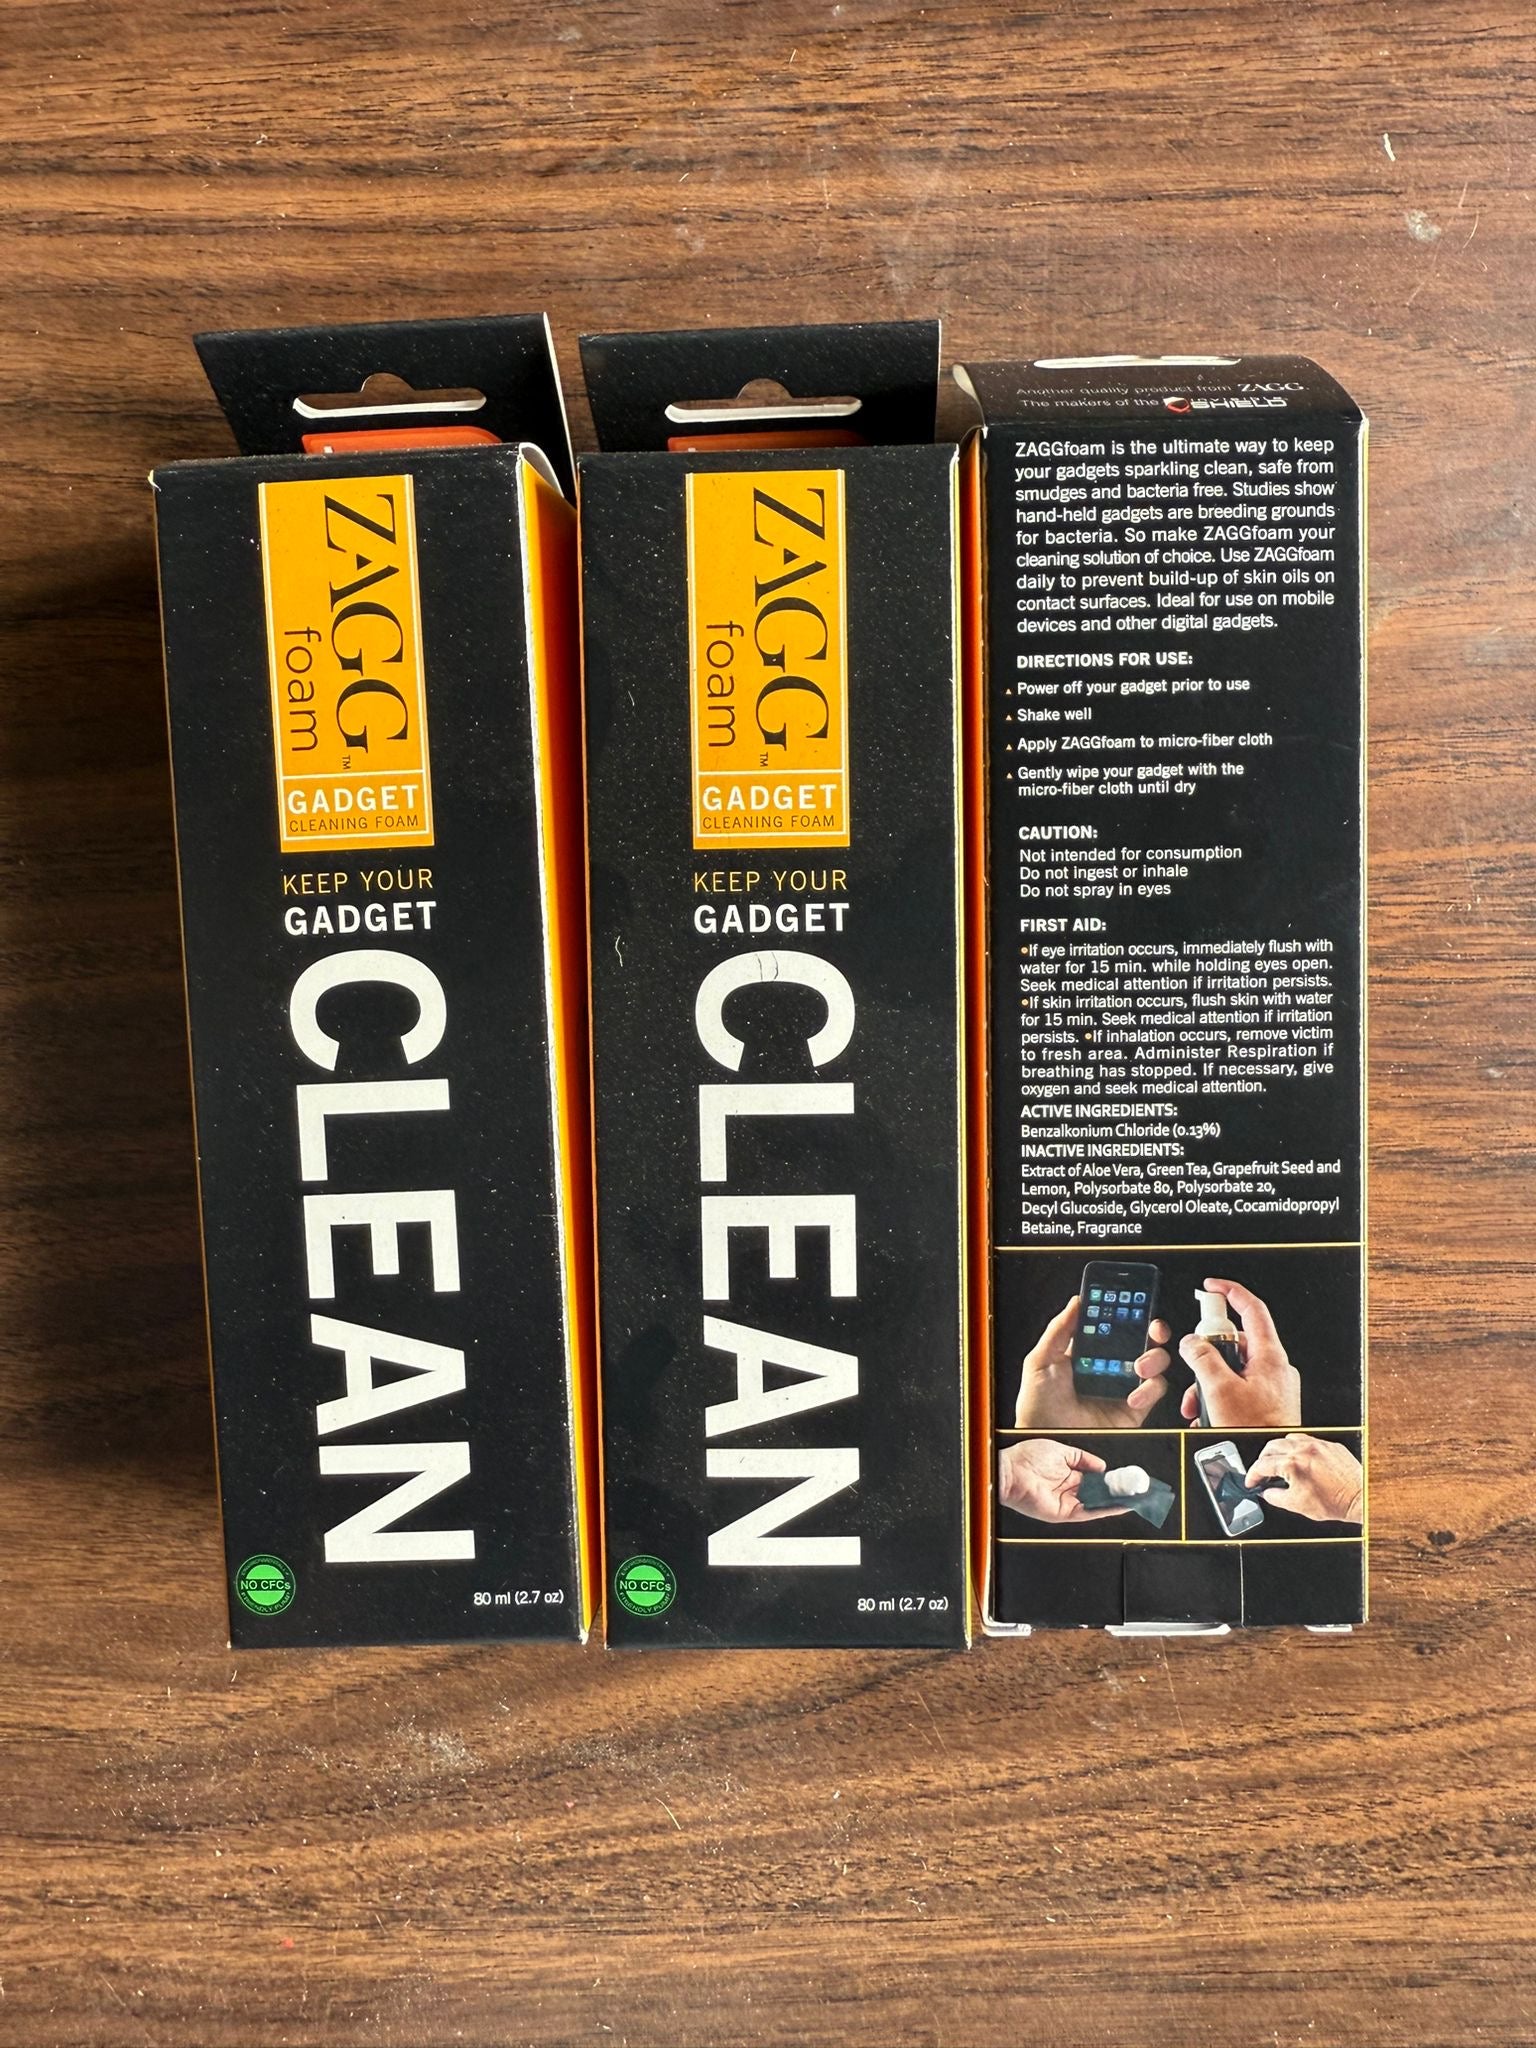 ZAGG™
foam
GADGET
CLEANING FOAM
KEEP YOUR
GADGET
CLEAN
NO CFCs
80 ml (2.7 oz)
ZAGG™
foam
GADGET
CLEANING FOAM
KEEP YOUR
GADGET
CLEAN
NO CFCs
80 ml (2.7 oz)
Another quality product from ZAGG
The makers of the SHIELD
ZAGGfoam is the ultimate way to keep
your gadgets sparkling clean, safe from
smudges and bacteria free. Studies show
hand-held gadgets are breeding grounds
for bacteria. So make ZAGGfoam your
cleaning solution of choice. Use ZAGGfoam
daily to prevent build-up of skin oils on
contact surfaces. Ideal for use on mobile
devices and other digital gadgets.
DIRECTIONS FOR USE:
▲ Power off your gadget prior to use
▲ Shake well
▲ Apply ZAGGfoam to micro-fiber cloth
▲ Gently wipe your gadget with the
micro-fiber cloth until dry
CAUTION:
Not intended for consumption
Do not ingest or inhale
Do not spray in eyes
FIRST AID:
•If eye irritation occurs, immediately flush with
water for 15 min. while holding eyes open.
Seek medical attention if irritation persists.
•If skin irritation occurs, flush skin with water
for 15 min. Seek medical attention if irritation
persists. •If inhalation occurs, remove victim
to fresh area. Administer Respiration if
breathing has stopped. If necessary, give
oxygen and seek medical attention.
ACTIVE INGREDIENTS:
Benzalkonium Chloride (0.13%)
INACTIVE INGREDIENTS:
Extract of Aloe Vera, Green Tea, Grapefruit Seed and
Lemon, Polysorbate 80, Polysorbate 20,
Decyl Glucoside, Glycerol Oleate, Cocamidopropyl
Betaine, Fragrance